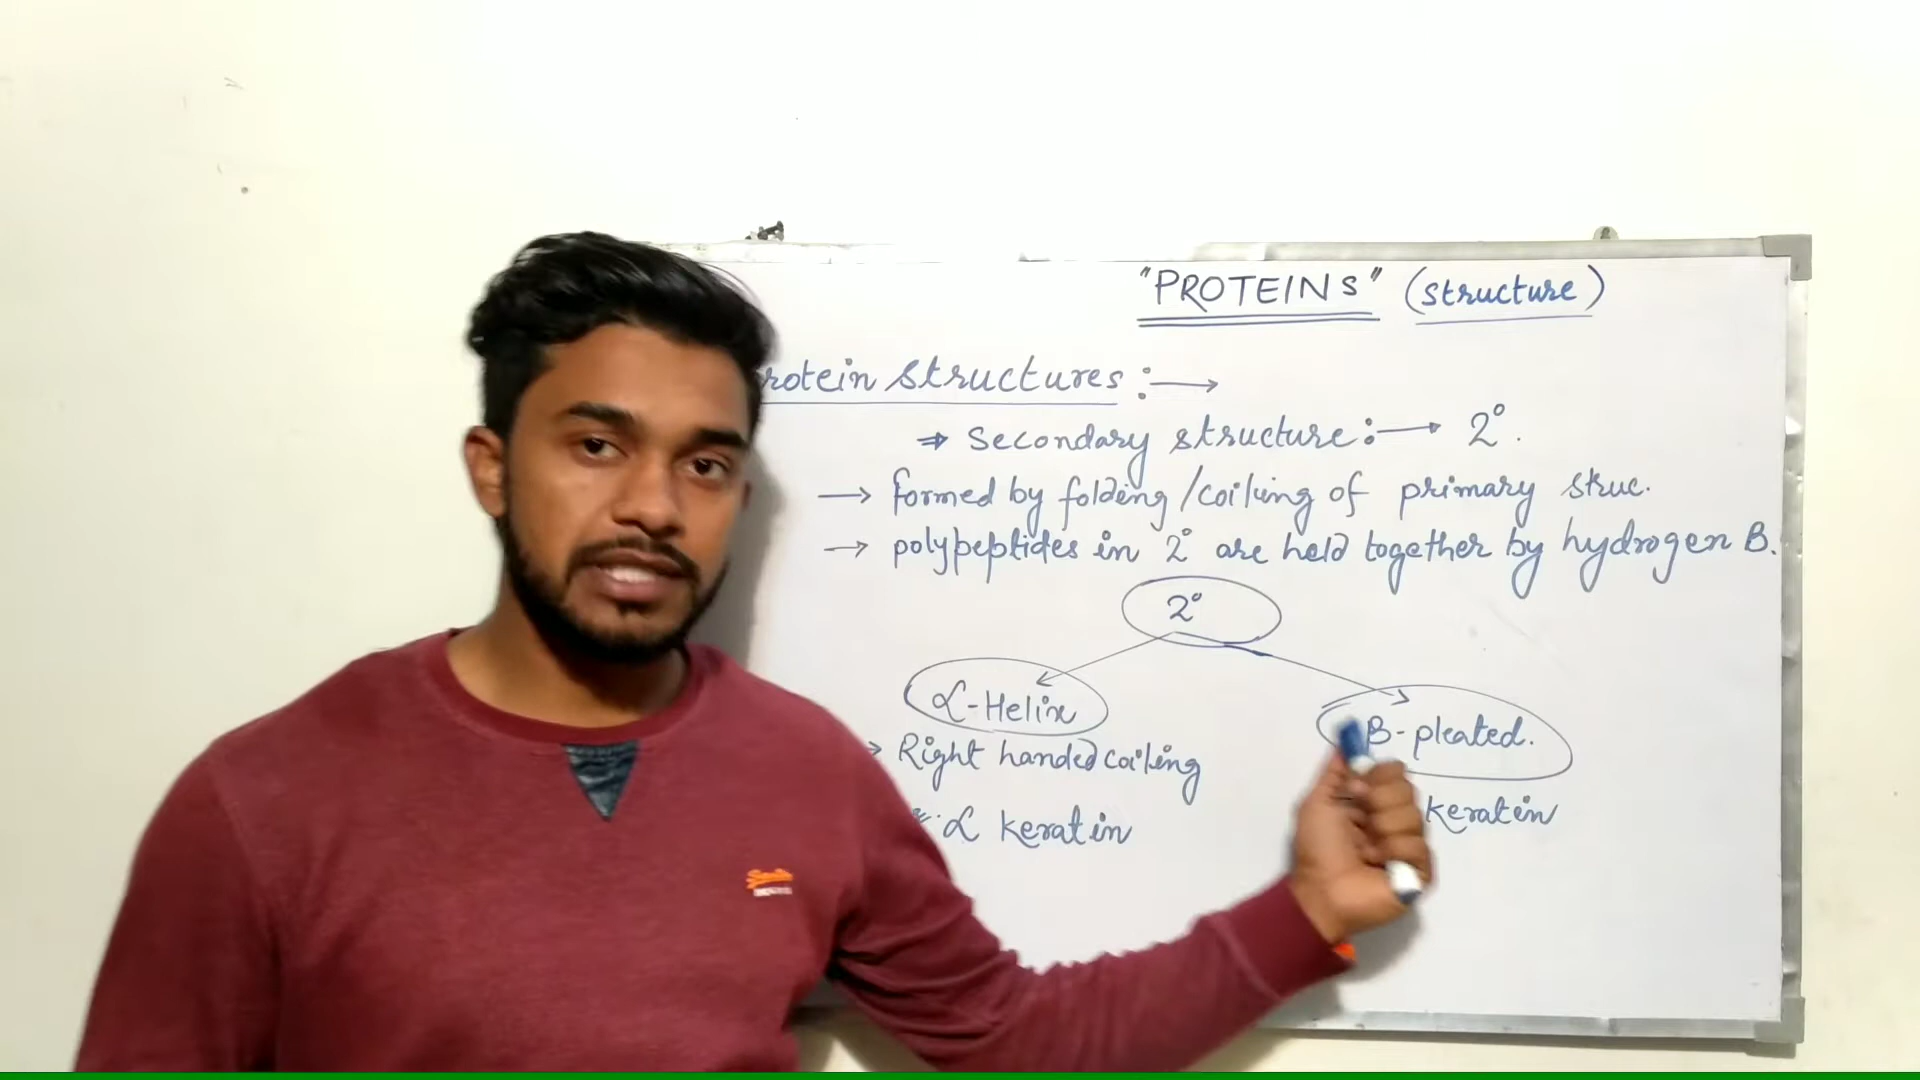 "PROTEINS" (structure)
rotein structures :→
⇒ secondary structure :→ 2°.
→ formed by folding/coiling of primary struc.
→ polypeptides in 2° are held together by hydrogen B.
2°
α-Helix
B-pleated.
Right handed coiling
α keratin
keratin